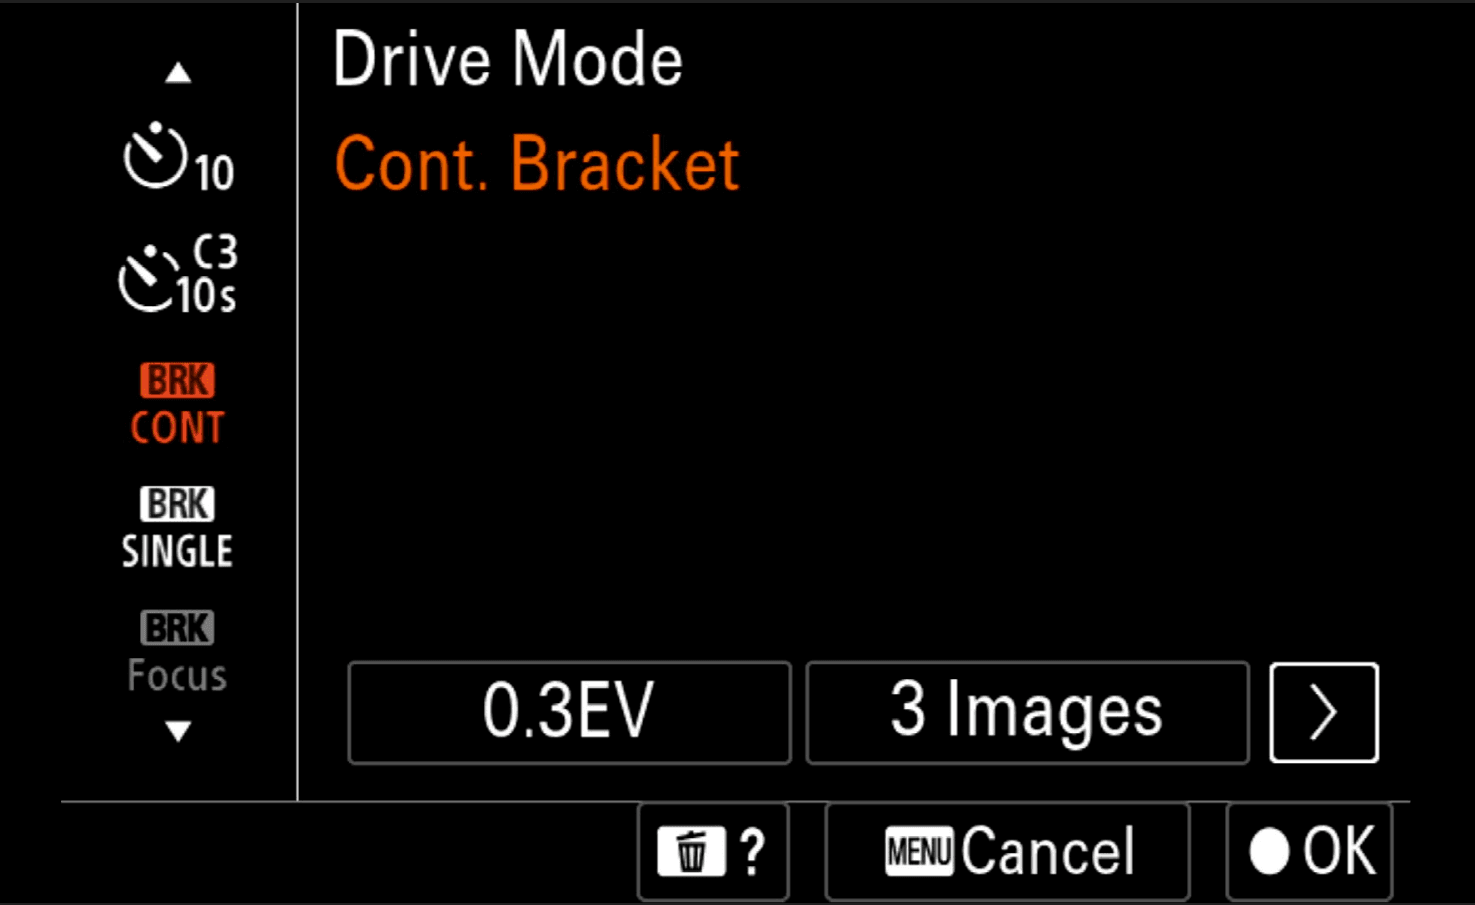 Drive Mode
Cont. Bracket
10
C3
10s
BRK
CONT
BRK
SINGLE
BRK
Focus
0.3EV
3 Images
?
MENU Cancel
OK